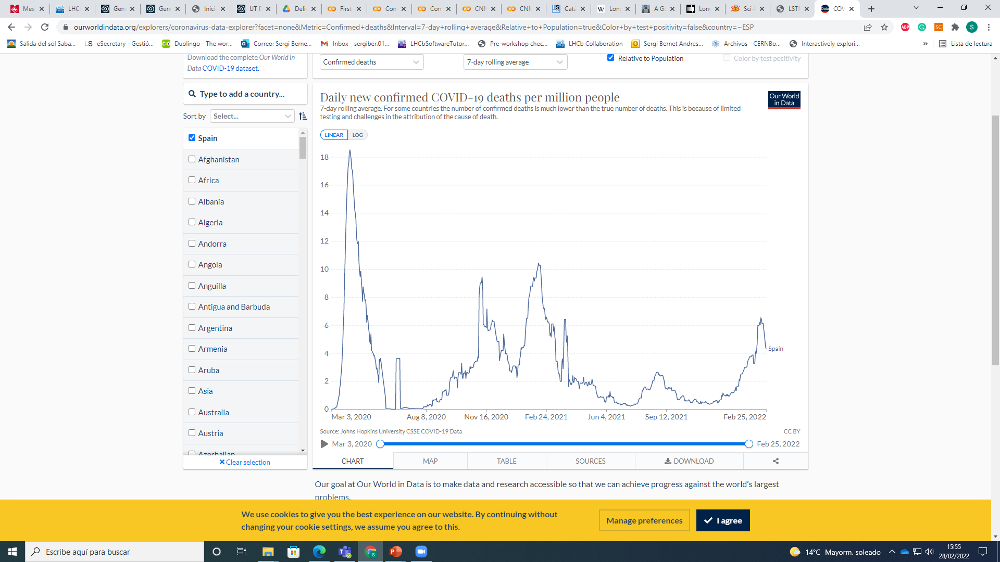 Mes
LHC
Gen
Gen
Inici
UT P
Deliv
First
Con
Con
CNN
CNN
Catá
Long
A Ge
Long
Sci-
LSTM
COV
ourworldindata.org/explorers/coronavirus-data-explorer?facet=none&Metric=Confirmed+deaths&Interval=7-day+rolling+average&Relative+to+Population=true&Color+by+test+positivity=false&country=~ESP
Salida del sol Saba...
LS eSecretary - Gestió...
Duolingo - The wor...
Correo: Sergi Berne...
Inbox - sergiber.01...
LHCbSoftwareTutor...
Pre-workshop chec...
LHCb Collaboration
Sergi Bernet Andres...
Archivos - CERNBo...
Interactively explori...
» Lista de lectura
Download the complete Our World in
Data COVID-19 dataset.
Confirmed deaths
7-day rolling average
Relative to Population
Color by test positivity
Type to add a country...
Sort by Select...
Spain
Afghanistan
Africa
Albania
Algeria
Andorra
Angola
Anguilla
Antigua and Barbuda
Argentina
Armenia
Aruba
Asia
Australia
Austria
Azerbaijan
Clear selection
Daily new confirmed COVID-19 deaths per million people
7-day rolling average. For some countries the number of confirmed deaths is much lower than the true number of deaths. This is because of limited
testing and challenges in the attribution of the cause of death.
Our World
in Data
LINEAR LOG
18
16
14
12
10
8
6
4
2
0
Spain
Mar 3, 2020 Aug 8, 2020 Nov 16, 2020 Feb 24, 2021 Jun 4, 2021 Sep 12, 2021 Feb 25, 2022
Source: Johns Hopkins University CSSE COVID-19 Data
CC BY
Mar 3, 2020 Feb 25, 2022
CHART MAP TABLE SOURCES DOWNLOAD
Our goal at Our World in Data is to make data and research accessible so that we can achieve progress against the world's largest
problems.
We use cookies to give you the best experience on our website. By continuing without
changing your cookie settings, we assume you agree to this.
Manage preferences
I agree
Escribe aquí para buscar
14°C Mayorm. soleado
15:55
28/02/2022